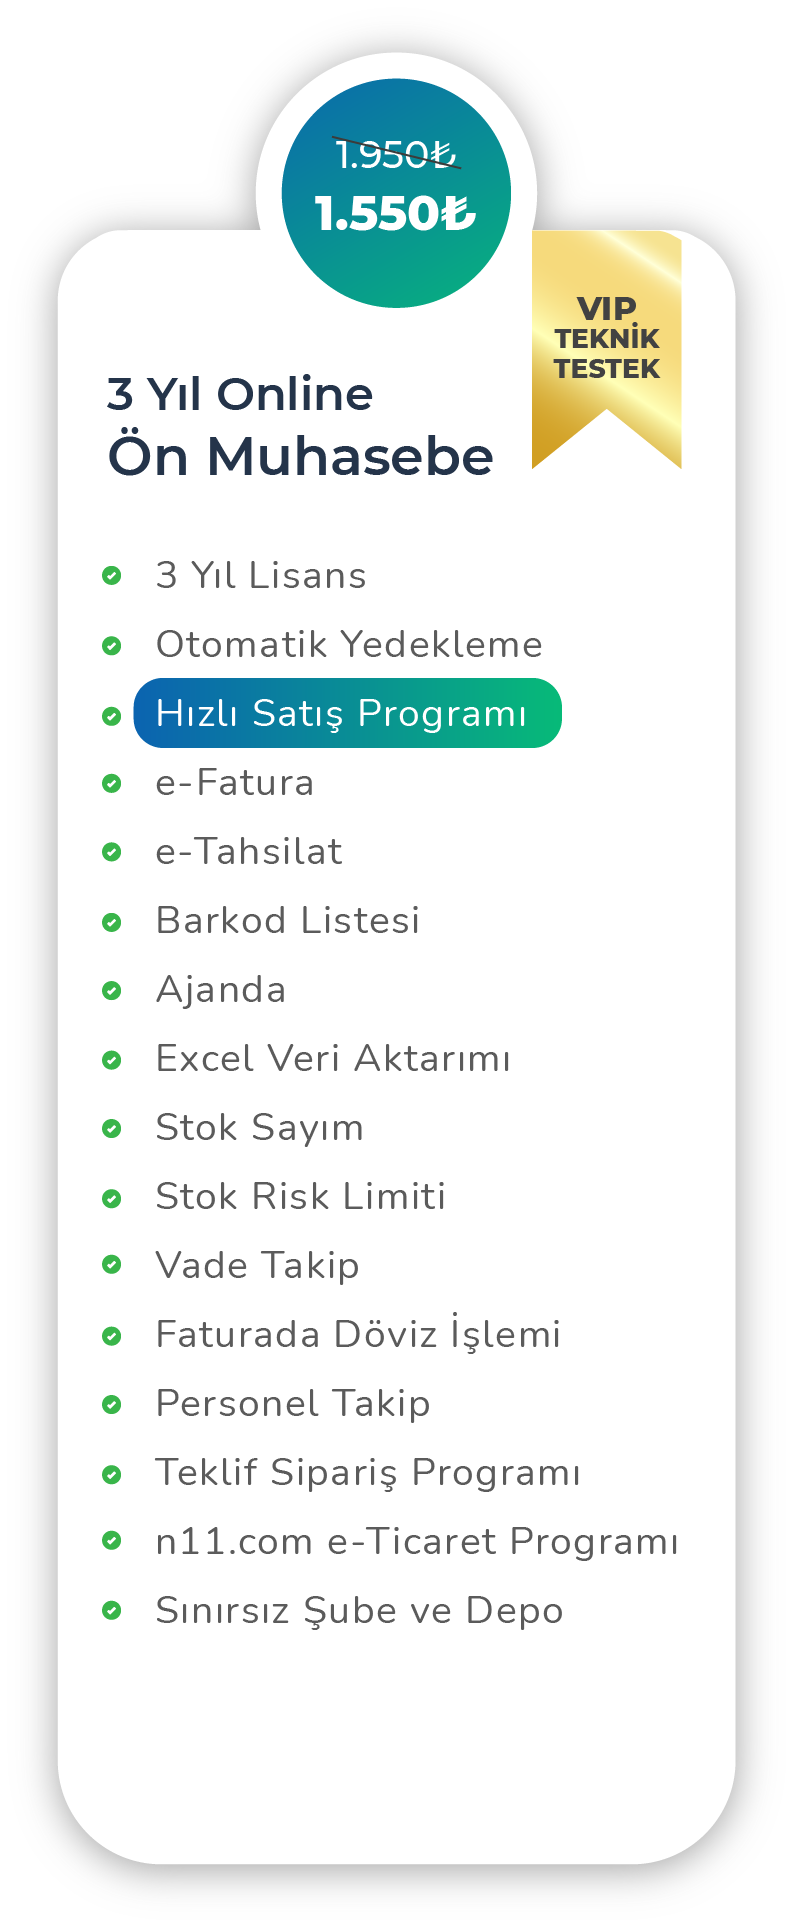 1.950₺
1.550₺
VIP
TEKNİK
TESTEK
3 Yıl Online
Ön Muhasebe
3 Yıl Lisans
Otomatik Yedekleme
Hızlı Satış Programı
e-Fatura
e-Tahsilat
Barkod Listesi
Ajanda
Excel Veri Aktarımı
Stok Sayım
Stok Risk Limiti
Vade Takip
Faturada Döviz İşlemi
Personel Takip
Teklif Sipariş Programı
n11.com e-Ticaret Programı
Sınırsız Şube ve Depo